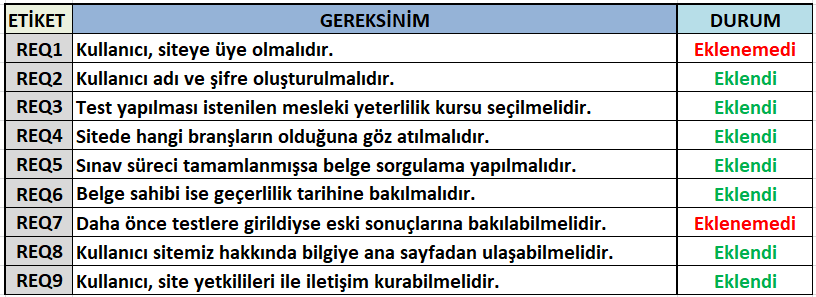 ETİKET GEREKSİNİM DURUM
REQ1 Kullanıcı, siteye üye olmalıdır. Eklenemedi
REQ2 Kullanıcı adı ve şifre oluşturulmalıdır. Eklendi
REQ3 Test yapılması istenilen mesleki yeterlilik kursu seçilmelidir. Eklendi
REQ4 Sitede hangi branşların olduğuna göz atılmalıdır. Eklendi
REQ5 Sınav süreci tamamlanmışsa belge sorgulama yapılmalıdır. Eklendi
REQ6 Belge sahibi ise geçerlilik tarihine bakılmalıdır. Eklendi
REQ7 Daha önce testlere girildiyse eski sonuçlarına bakılabilmelidir. Eklenemedi
REQ8 Kullanıcı sitemiz hakkında bilgiye ana sayfadan ulaşabilmelidir. Eklendi
REQ9 Kullanıcı, site yetkilileri ile iletişim kurabilmelidir. Eklendi